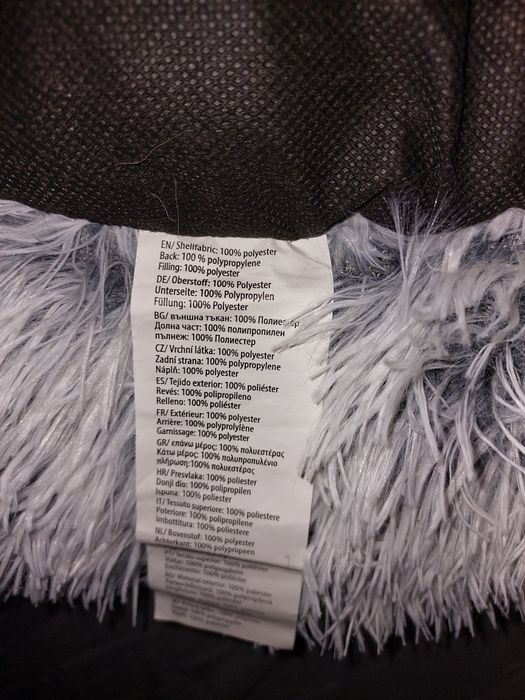 EN/ Shellfabric: 100% polyester
Back: 100 % polypropylene
Filling: 100% polyester
DE/ Oberstoff: 100% Polyester
Unterseite: 100% Polypropylen
Füllung: 100% Polyester
BG/ външна тъкан: 100% Полиестер
Долна част: 100% полипропилен
пълнеж: 100% Полиестер
CZ/ Vrchní látka: 100% polyester
Zadní strana: 100% polypropylene
Náplň: 100% polyester
ES/ Tejido exterior: 100% poliéster
Revés: 100% polipropileno
Relleno: 100% poliéster
FR/ Extérieur: 100% polyester
Arrière: 100% polyprolylène
Garnissage: 100% polyester
GR/ επάνω μέρος: 100% πολυεστέρας
Κάτω μέρος: 100% πολυπροπυλένιο
πλήρωση:100% πολυεστέρας
HR/ Presvlaka: 100% poliester
Donji dio: 100% polipropilen
Ispuna: 100% poliester
IT/ Tessuto superiore: 100% poliestere
Poteriore: 100% polipropilene
Imbottitura: 100% poliestere
NL/ Bovenstof: 100% polyester
Achterkant: 100% polypropeen